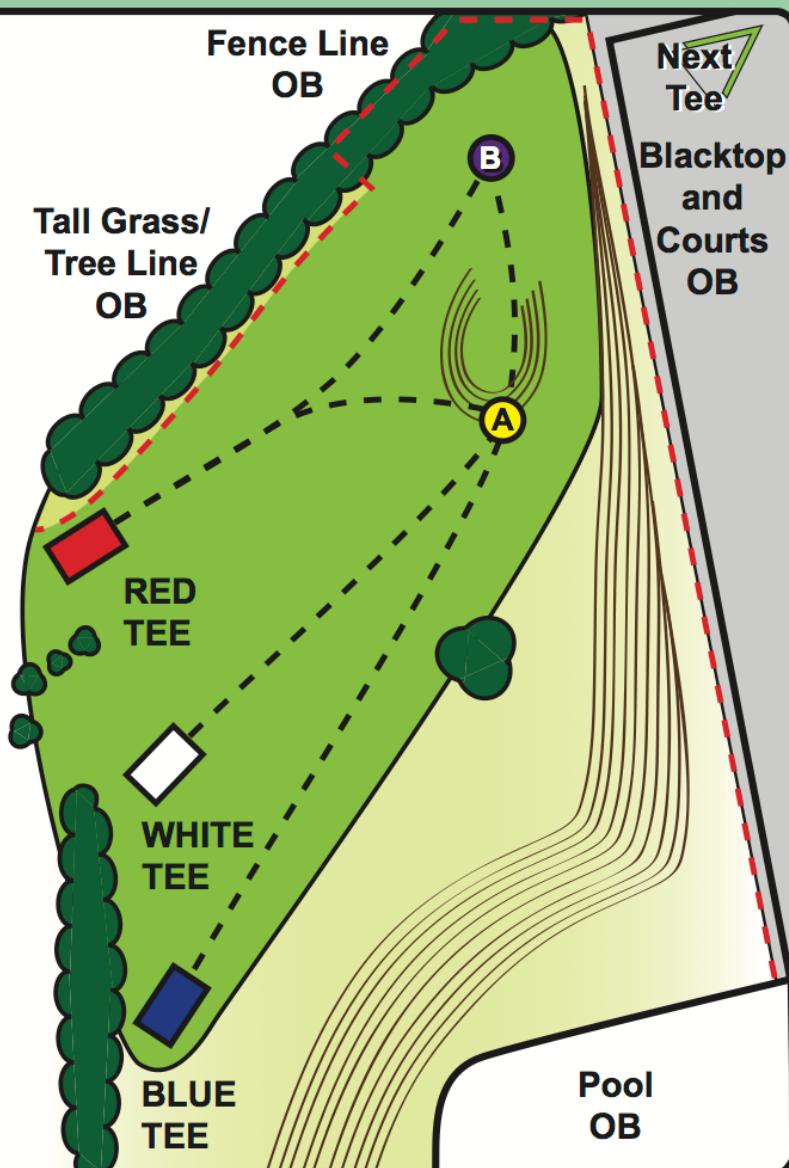 Fence Line
OB
Next
Tee
B
Blacktop
and
Courts
OB
Tall Grass/
Tree Line
OB
A
RED
TEE
WHITE
TEE
BLUE
TEE
Pool
OB